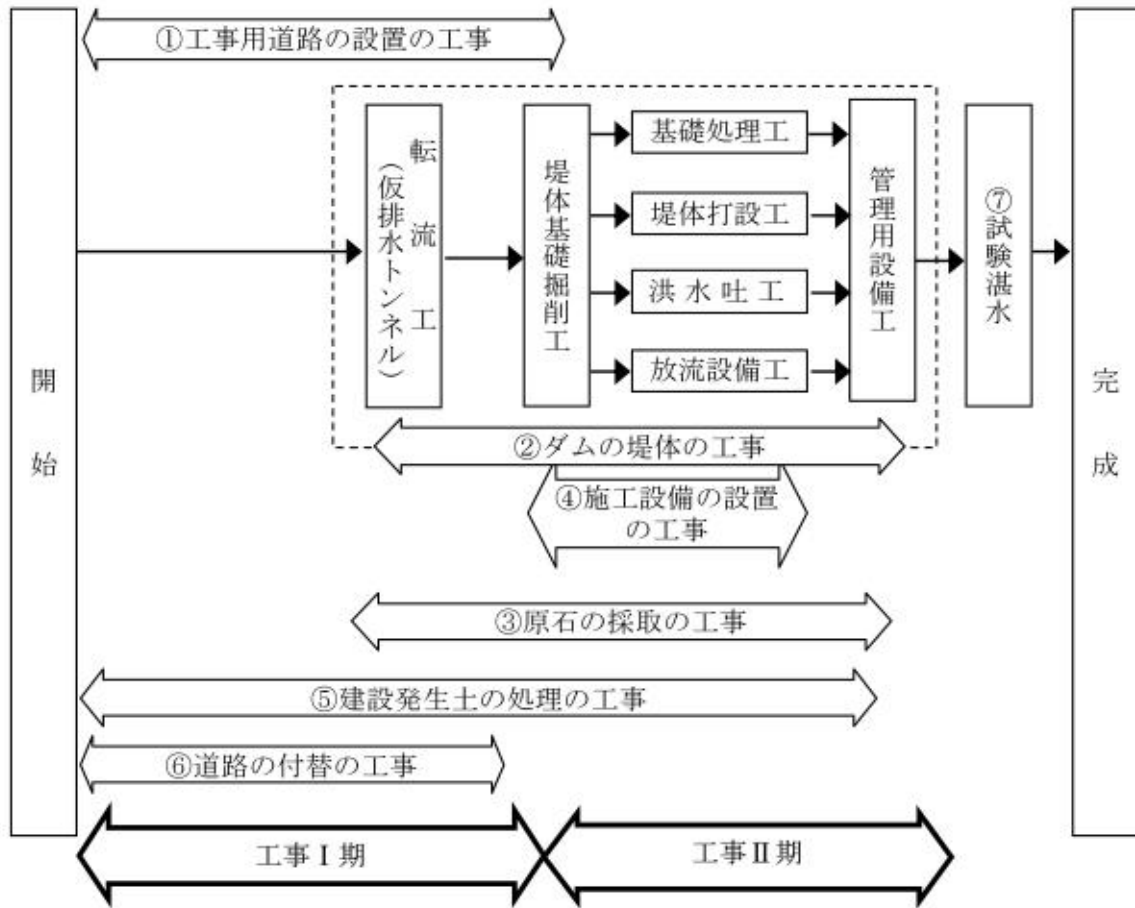 開始
①工事用道路の設置の工事
転流工
(仮排水トンネル)
堤体基礎掘削工
基礎処理工
堤体打設工
洪水吐工
放流設備工
管理用設備工
⑦試験湛水
完成
②ダムの堤体の工事
④施工設備の設置
の工事
③原石の採取の工事
⑤建設発生土の処理の工事
⑥道路の付替の工事
工事Ⅰ期
工事Ⅱ期